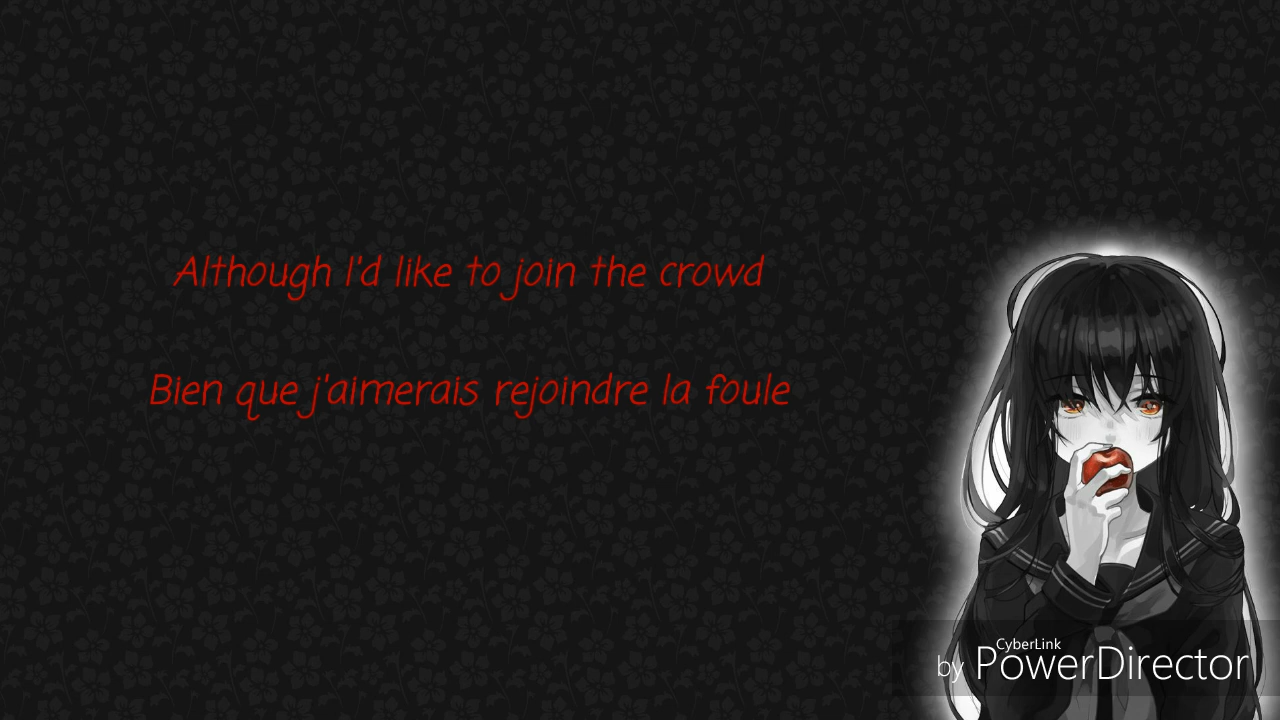 Although I'd like to join the crowd
Bien que j'aimerais rejoindre la foule
CyberLink
by PowerDirector